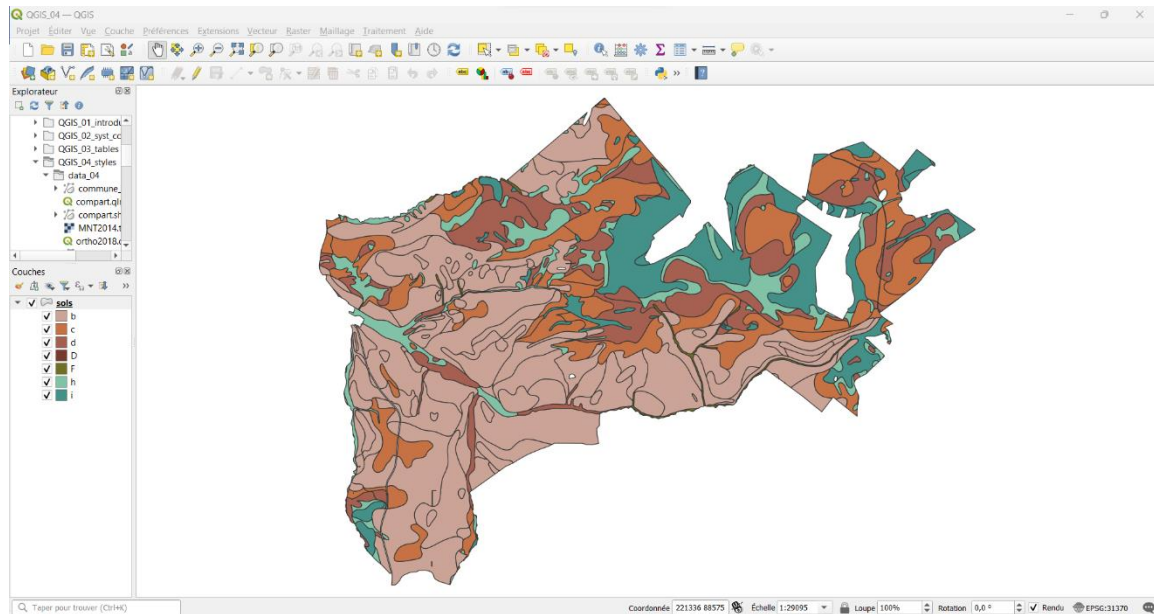 QGIS_04 — QGIS
Projet Éditer Vue Couche Préférences Extensions Vecteur Raster Maillage Traitement Aide
Explorateur
QGIS_01_introdu
QGIS_02_syst_cc
QGIS_03_tables
QGIS_04_styles
data_04
commune_
compart.qlr
compart.sh
MNT2014.t
ortho2018.
Couches
sols
b
c
d
D
F
h
i
Taper pour trouver (Ctrl+K)
Coordonnée 221336 88575 Échelle 1:29095 Loupe 100% Rotation 0,0 ° Rendu EPSG:31370